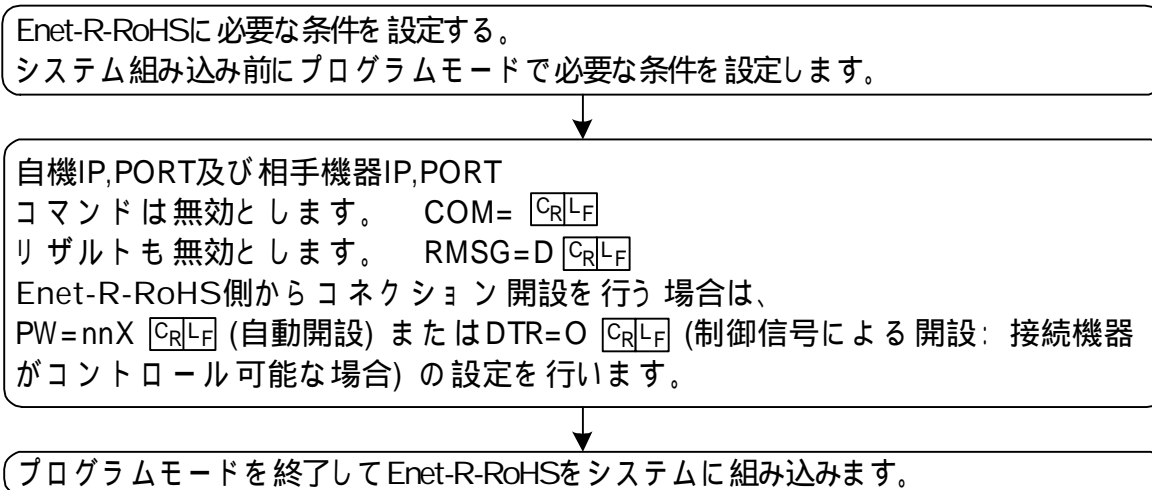 Enet-R-RoHSに必要な条件を設定する。
システム組み込み前にプログラムモードで必要な条件を設定します。
自機IP,PORT及び相手機器IP,PORT
コマンドは無効とします。 COM= CRLF
リザルトも無効とします。 RMSG=D CRLF
Enet-R-RoHS側からコネクション開設を行う場合は、
PW=nnX CRLF (自動開設) またはDTR=O CRLF (制御信号による開設: 接続機器
がコントロール可能な場合) の設定を行います。
プログラムモードを終了してEnet-R-RoHSをシステムに組み込みます。